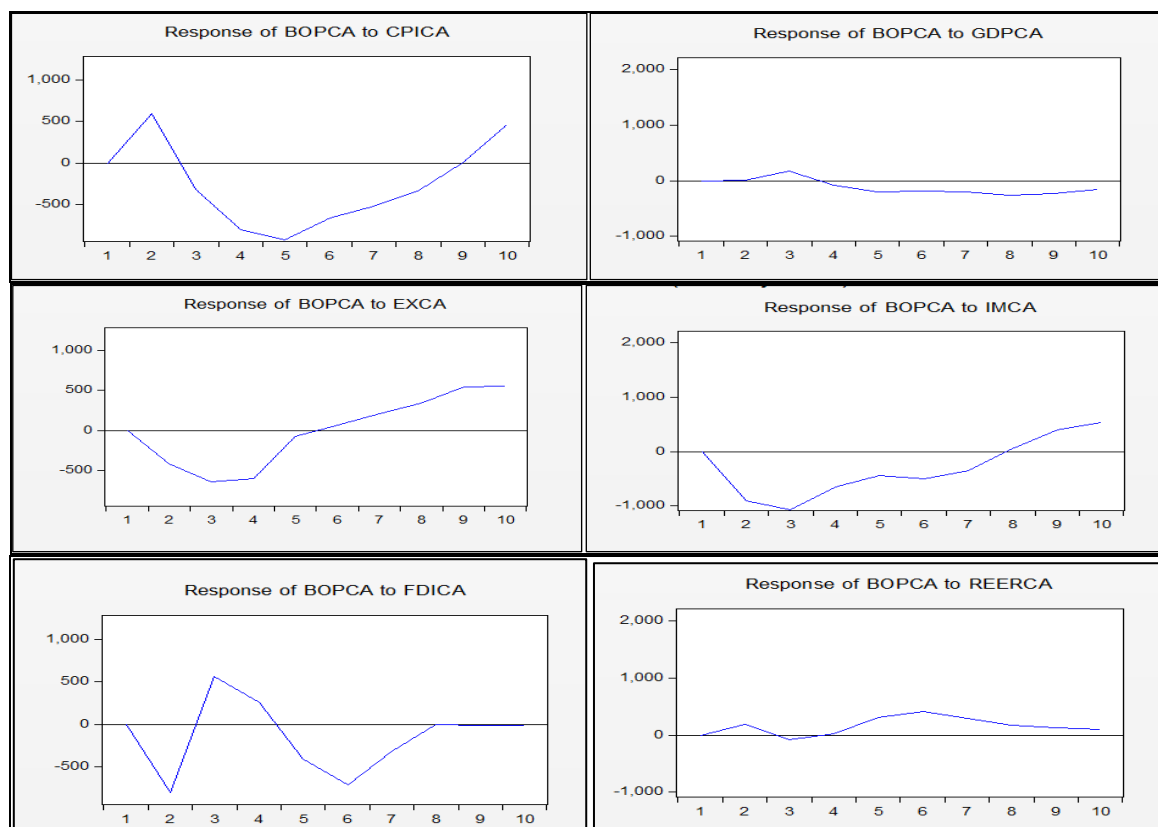 Response of BOPCA to CPICA
1,000
500
0
-500
1 2 3 4 5 6 7 8 9 10
Response of BOPCA to GDPCA
2,000
1,000
0
-1,000
1 2 3 4 5 6 7 8 9 10
Response of BOPCA to EXCA
1,000
500
0
-500
1 2 3 4 5 6 7 8 9 10
Response of BOPCA to IMCA
2,000
1,000
0
-1,000
1 2 3 4 5 6 7 8 9 10
Response of BOPCA to FDICA
1,000
500
0
-500
1 2 3 4 5 6 7 8 9 10
Response of BOPCA to REERCA
2,000
1,000
0
-1,000
1 2 3 4 5 6 7 8 9 10